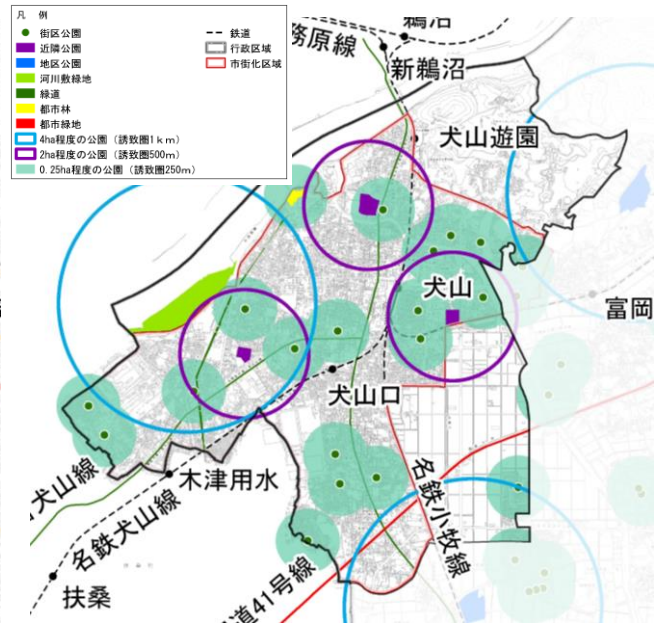 凡 例
街区公園
近隣公園
地区公園
河川敷緑地
緑道
都市林
都市緑地
4ha程度の公園（誘致圏1km）
2ha程度の公園（誘致圏500m）
0.25ha程度の公園（誘致圏250m）
鉄道
行政区域
市街化区域
鵜沼
務原線
新鵜沼
犬山遊園
犬山
富岡
犬山口
木津用水
犬山線
名鉄犬山線
名鉄小牧線
扶桑
道41号線